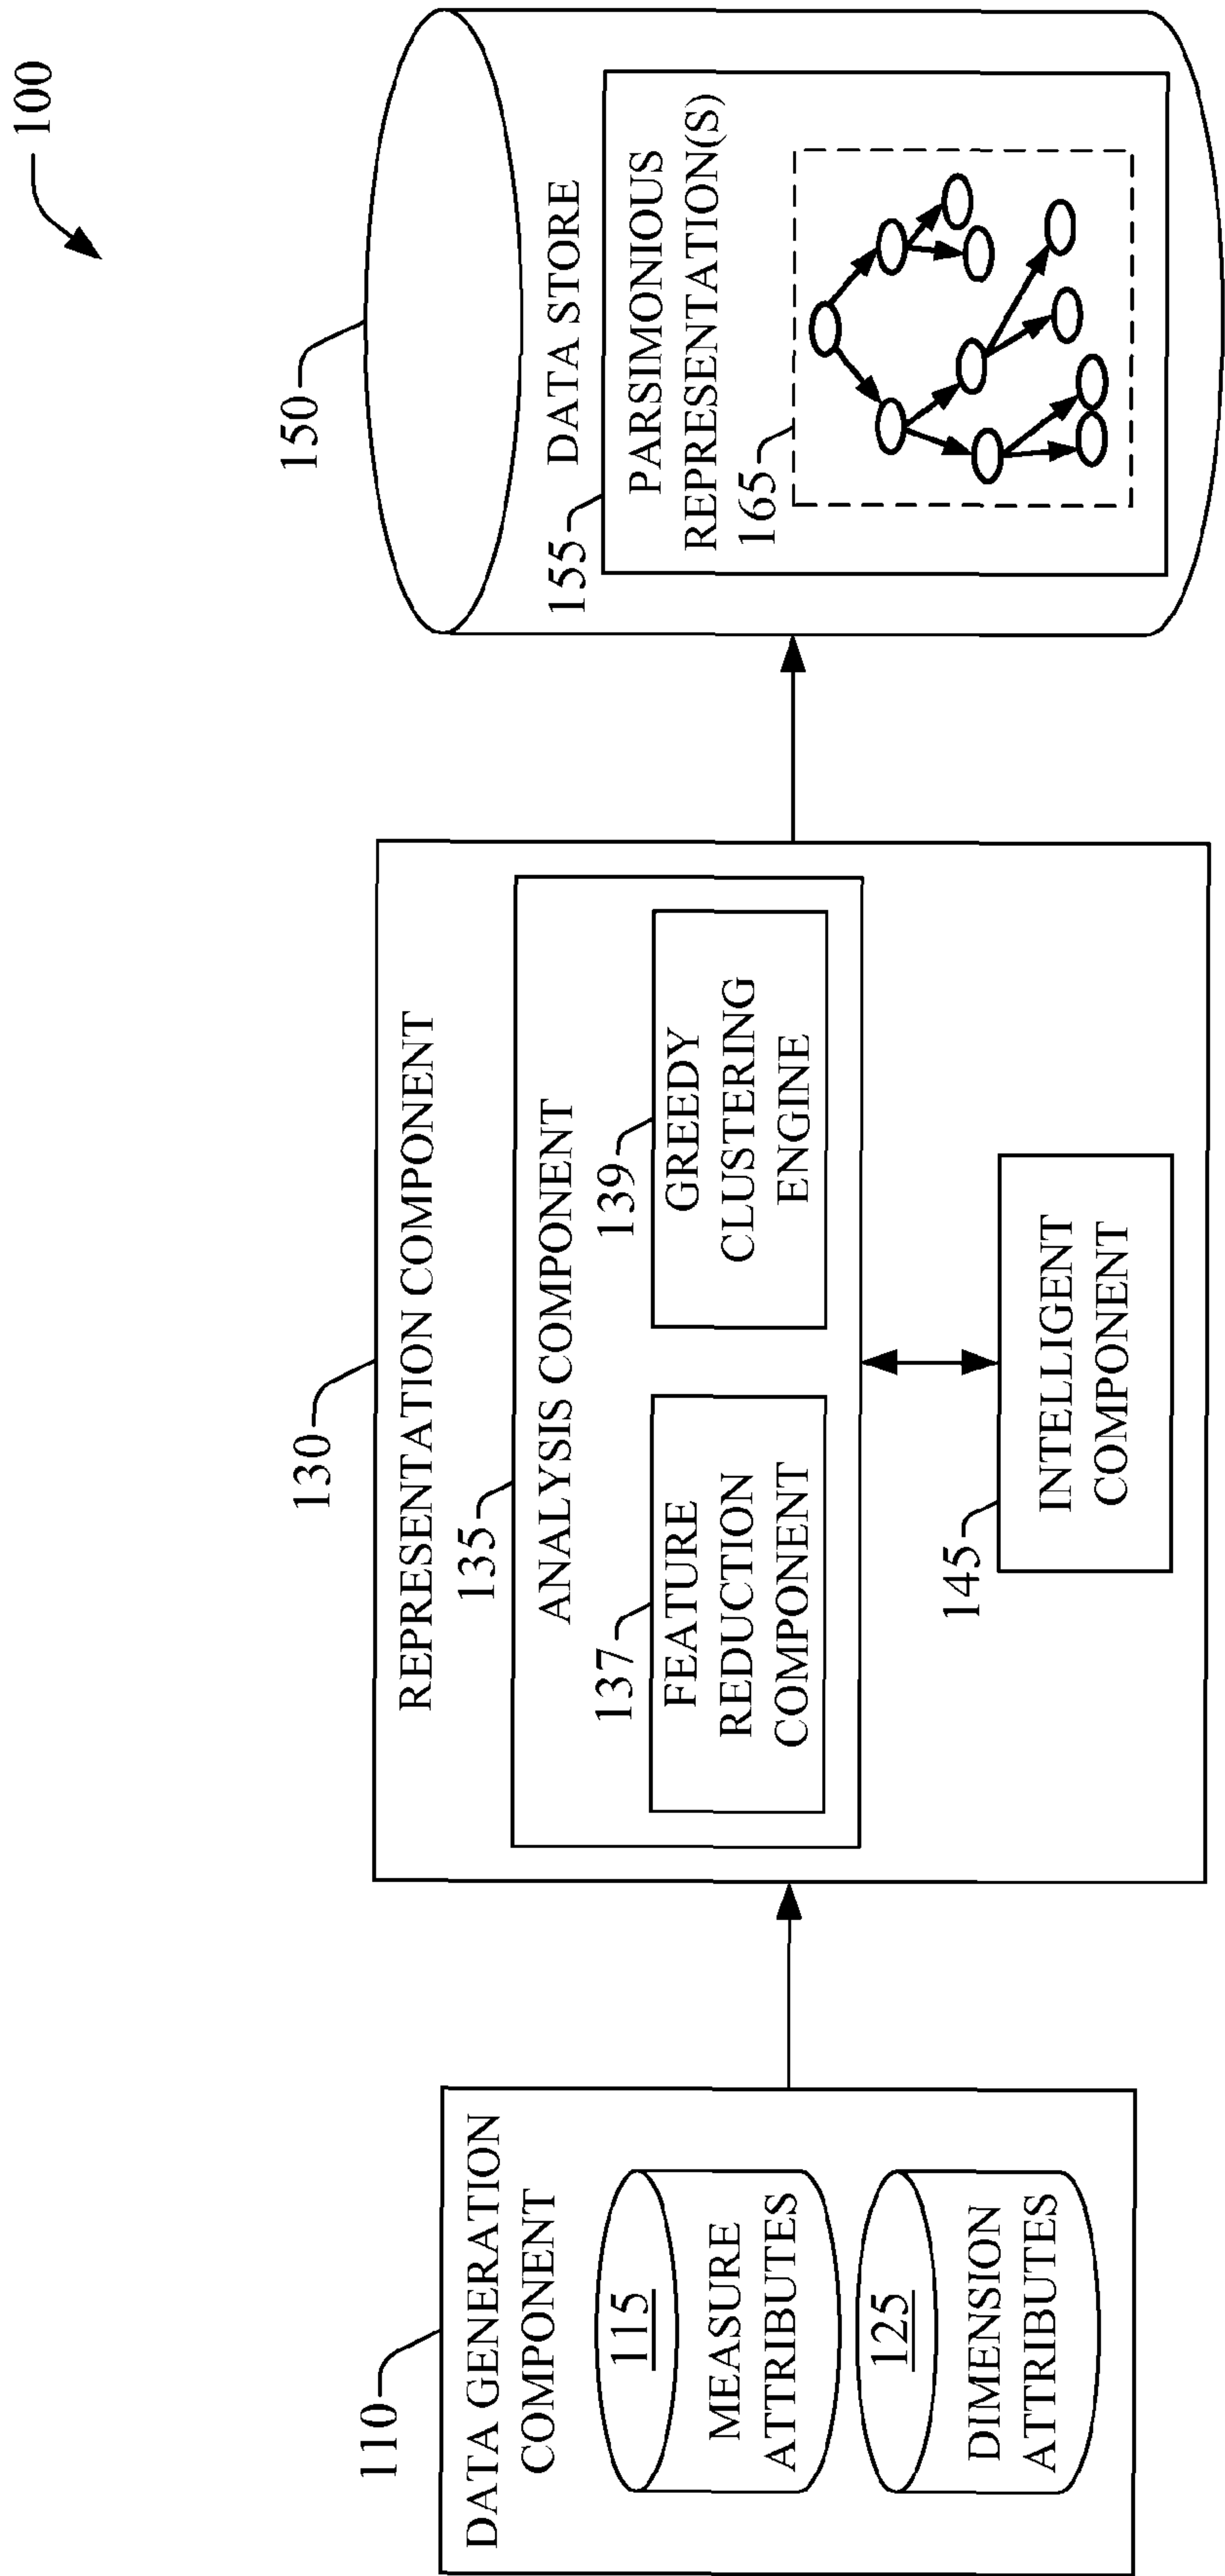 100
110
DATA GENERATION
COMPONENT
115
MEASURE
ATTRIBUTES
125
DIMENSION
ATTRIBUTES
130
REPRESENTATION COMPONENT
135
ANALYSIS COMPONENT
137
FEATURE
REDUCTION
COMPONENT
139
GREEDY
CLUSTERING
ENGINE
145
INTELLIGENT
COMPONENT
150
DATA STORE
155
PARSIMONIOUS
REPRESENTATION(S)
165